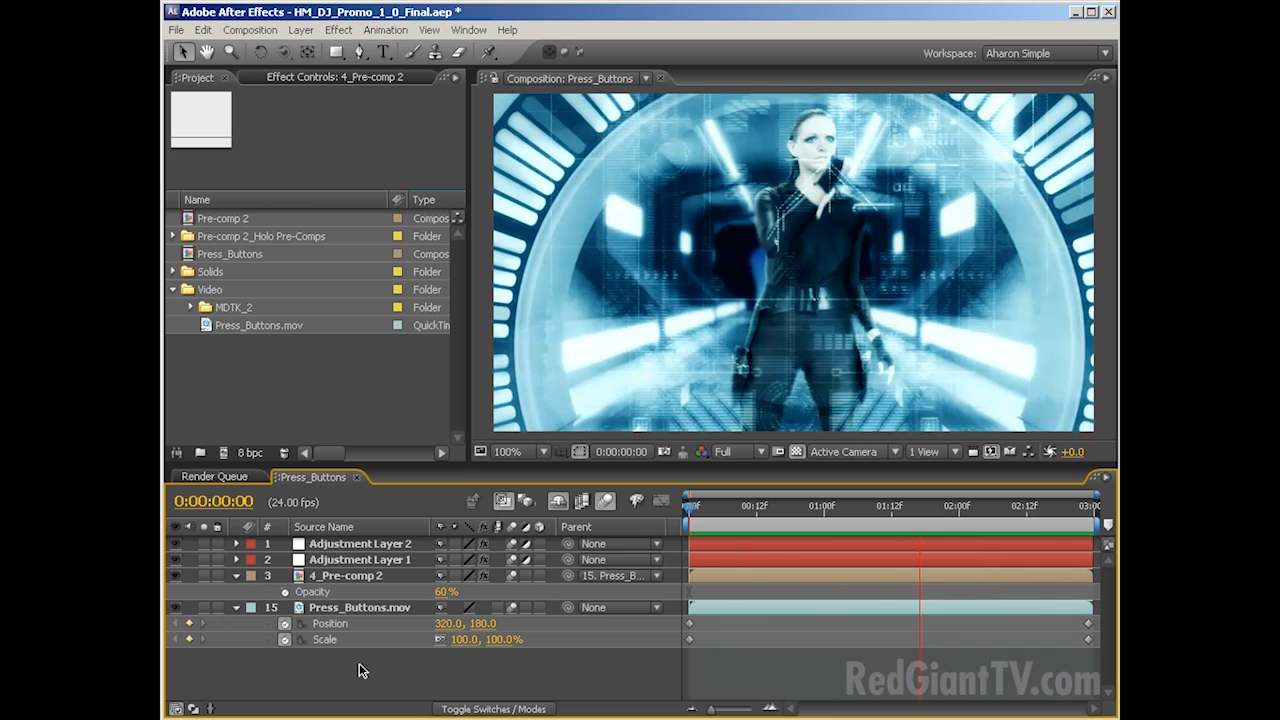 Adobe After Effects - HM_DJ_Promo_1_0_Final.aep *
File Edit Composition Layer Effect Animation View Window Help
Workspace: Aharon Simple
Project Effect Controls: 4_Pre-comp 2 Composition: Press_Buttons
Name Type
Pre-comp 2 Compos
Pre-comp 2_Holo Pre-Comps Folder
Press_Buttons Compos
Solids Folder
Video Folder
MDTK_2 Folder
Press_Buttons.mov QuickTin
8 bpc 100% 0:00:00:00 Full Active Camera 1 View +0.0
Render Queue Press_Buttons
0:00:00:00 (24.00 fps)
00:12f 01:00f 01:12f 02:00f 02:12f 03:00
# Source Name Parent
1 Adjustment Layer 2 None
2 Adjustment Layer 1 None
3 4_Pre-comp 2 15. Press_B...
Opacity 60%
15 Press_Buttons.mov None
Position 320.0, 180.0
Scale 100.0, 100.0%
RedGiantTV.com
Toggle Switches / Modes